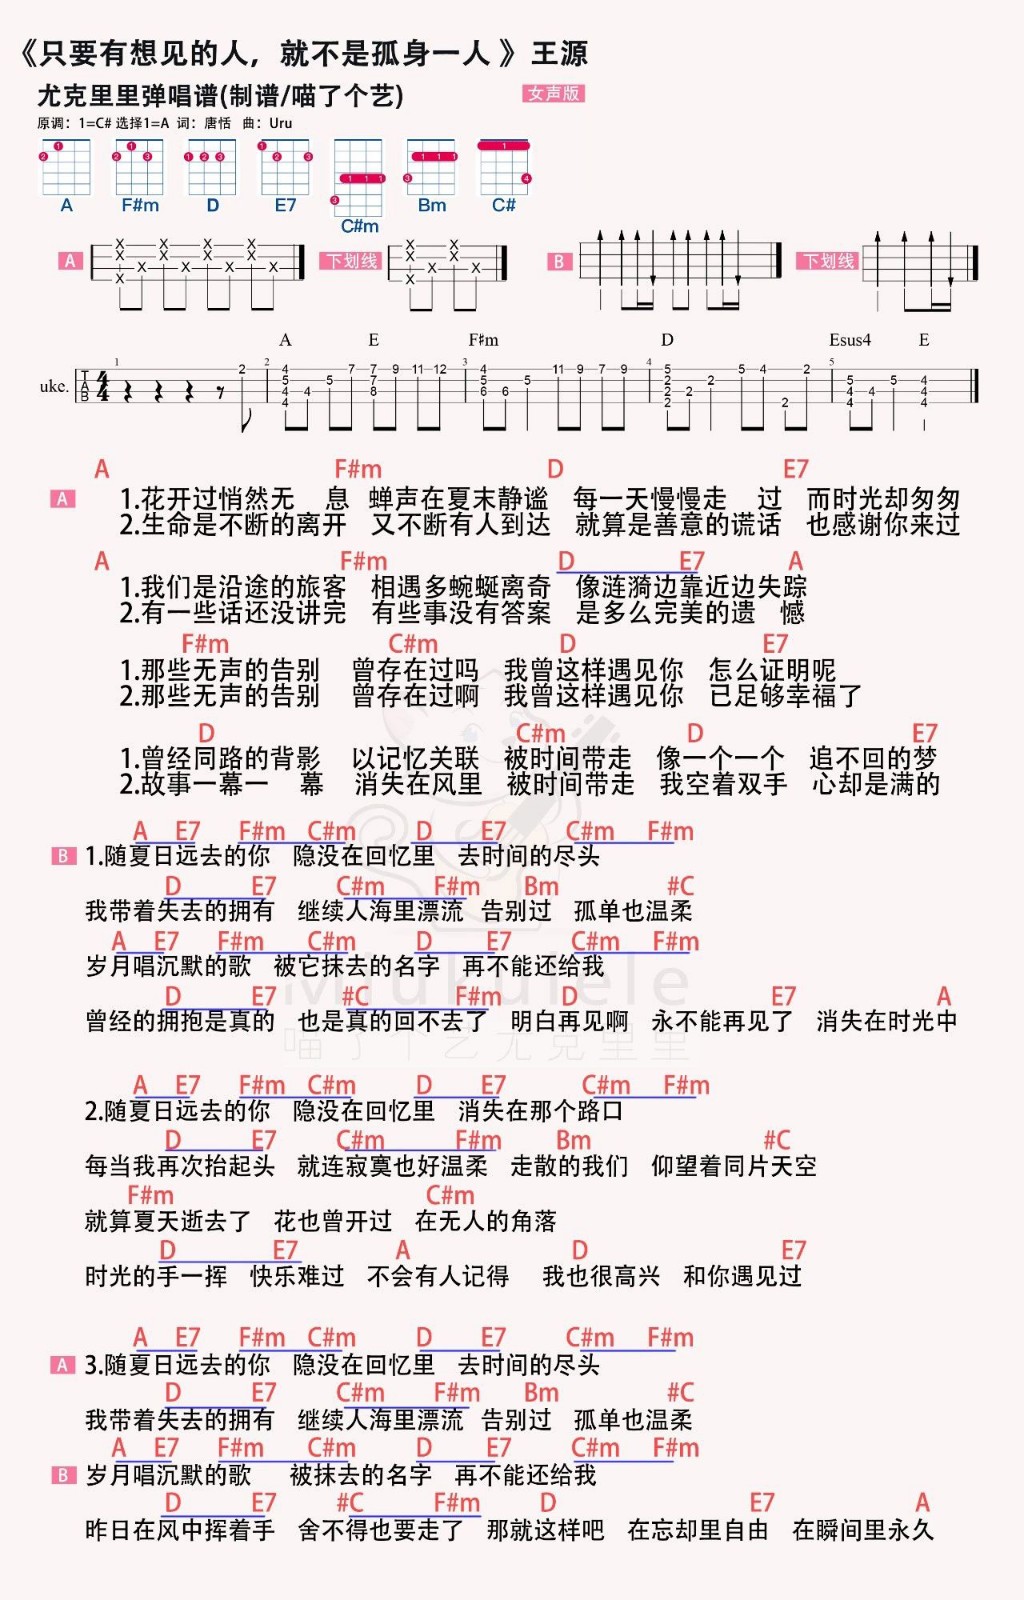 《只要有想见的人，就不是孤身一人 》王源
尤克里里弹唱谱(制谱/喵了个艺)
女声版
原调：1=C# 选择1=A 词：唐恬 曲：Uru
A F#m D E7 C#m Bm C#
A 下划线 B 下划线
A E F#m D Esus4 E
uke.
A F#m D E7
A 1.花开过悄然无 息 蝉声在夏末静谧 每一天慢慢走 过 而时光却匆匆
2.生命是不断的离开 又不断有人到达 就算是善意的谎话 也感谢你来过
A F#m D E7 A
1.我们是沿途的旅客 相遇多蜿蜒离奇 像涟漪边靠近边失踪
2.有一些话还没讲完 有些事没有答案 是多么完美的遗 憾
F#m C#m D E7
1.那些无声的告别 曾存在过吗 我曾这样遇见你 怎么证明呢
2.那些无声的告别 曾存在过啊 我曾这样遇见你 已足够幸福了
D C#m D E7
1.曾经同路的背影 以记忆关联 被时间带走 像一个一个 追不回的梦
2.故事一幕一 幕 消失在风里 被时间带走 我空着双手 心却是满的
A E7 F#m C#m D E7 C#m F#m
B 1.随夏日远去的你 隐没在回忆里 去时间的尽头
D E7 C#m F#m Bm #C
我带着失去的拥有 继续人海里漂流 告别过 孤单也温柔
A E7 F#m C#m D E7 C#m F#m
岁月唱沉默的歌 被它抹去的名字 再不能还给我
D E7 #C F#m D E7 A
曾经的拥抱是真的 也是真的回不去了 明白再见啊 永不能再见了 消失在时光中
Miukulele
喵了个艺尤克里里
A E7 F#m C#m D E7 C#m F#m
2.随夏日远去的你 隐没在回忆里 消失在那个路口
D E7 C#m F#m Bm #C
每当我再次抬起头 就连寂寞也好温柔 走散的我们 仰望着同片天空
F#m C#m
就算夏天逝去了 花也曾开过 在无人的角落
D E7 A D E7
时光的手一挥 快乐难过 不会有人记得 我也很高兴 和你遇见过
A E7 F#m C#m D E7 C#m F#m
A 3.随夏日远去的你 隐没在回忆里 去时间的尽头
D E7 C#m F#m Bm #C
我带着失去的拥有 继续人海里漂流 告别过 孤单也温柔
A E7 F#m C#m D E7 C#m F#m
B 岁月唱沉默的歌 被抹去的名字 再不能还给我
D E7 #C F#m D E7 A
昨日在风中挥着手 舍不得也要走了 那就这样吧 在忘却里自由 在瞬间里永久